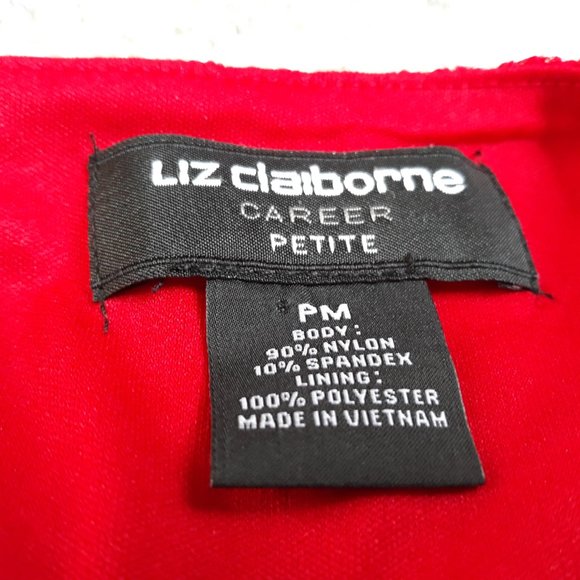 Liz claiborne
CAREER
PETITE
PM
BODY:
90% NYLON
10% SPANDEX
LINING:
100% POLYESTER
MADE IN VIETNAM